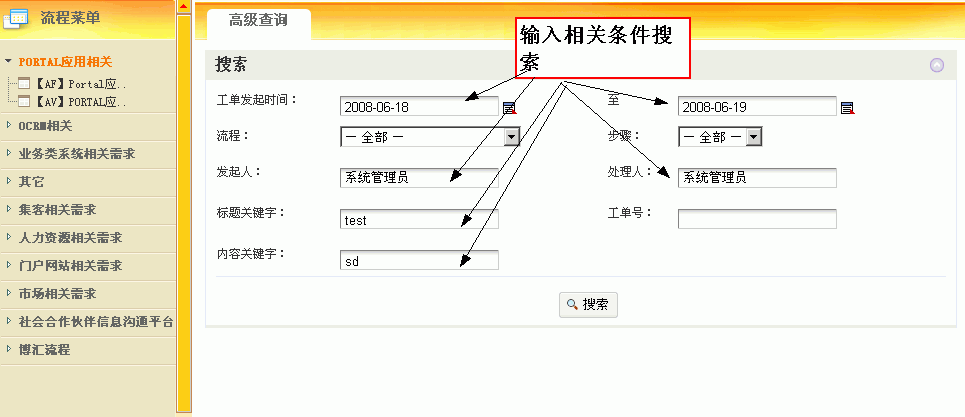 流程菜单
PORTAL应用相关
【AF】Portal应..
【AV】PORTAL应..
OCRM相关
业务类系统相关需求
其它
集客相关需求
人力资源相关需求
门户网站相关需求
市场相关需求
社会合作伙伴信息沟通平台
博汇流程
高级查询
输入相关条件搜
索
搜索
工单发起时间： 2008-06-18 至 2008-06-19
流程： — 全部 — 步骤： — 全部 —
发起人： 系统管理员 处理人： 系统管理员
标题关键字： test 工单号：
内容关键字： sd
搜索